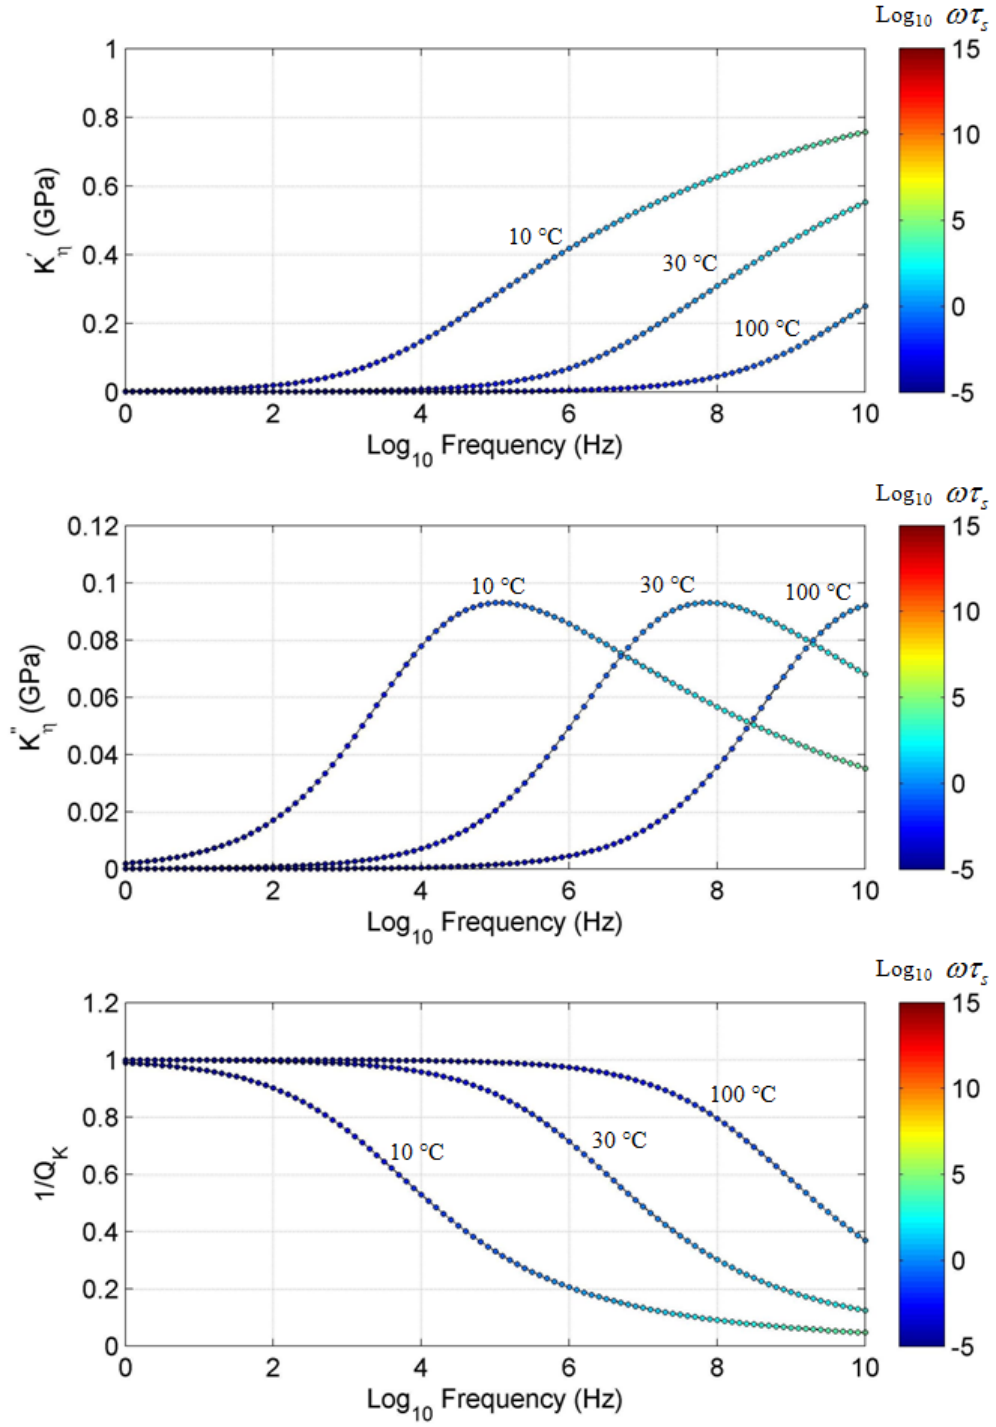 Log₁₀ ωτₛ
1
0.8
0.6
0.4
0.2
0
K'η (GPa)
10 °C
30 °C
100 °C
0 2 4 6 8 10
Log₁₀ Frequency (Hz)
15
10
5
0
-5
Log₁₀ ωτₛ
0.12
0.1
0.08
0.06
0.04
0.02
0
K"η (GPa)
10 °C
30 °C
100 °C
0 2 4 6 8 10
Log₁₀ Frequency (Hz)
15
10
5
0
-5
Log₁₀ ωτₛ
1.2
1
0.8
0.6
0.4
0.2
0
1/Q_K
10 °C
30 °C
100 °C
0 2 4 6 8 10
Log₁₀ Frequency (Hz)
15
10
5
0
-5